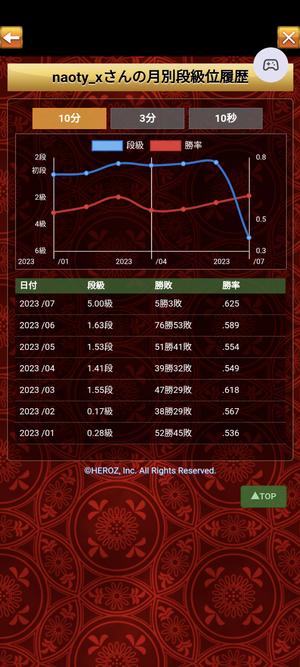 naoty_xさんの月別段級位履歴
10分 3分 10秒
段級 勝率
2段 0.8
初段
2級
0.5
4級
6級 0.3
2023 /01 2023 /04 2023 /07
日付 段級 勝敗 勝率
2023 /07 5.00級 5勝3敗 .625
2023 /06 1.63段 76勝53敗 .589
2023 /05 1.53段 51勝41敗 .554
2023 /04 1.41段 39勝32敗 .549
2023 /03 1.55段 47勝29敗 .618
2023 /02 0.17級 38勝29敗 .567
2023 /01 0.28級 52勝45敗 .536
©HEROZ, Inc. All Rights Reserved.
▲TOP